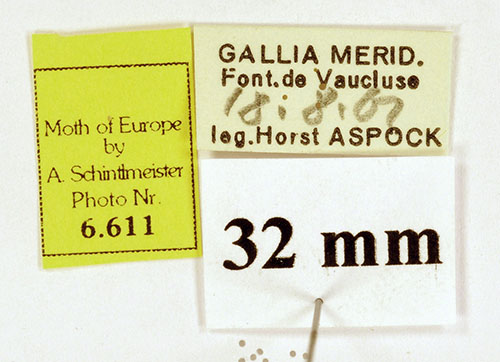 Moth of Europe
by
A. Schintlmeister
Photo Nr.
6.611
GALLIA MERID.
Font.de Vaucluse
leg.Horst ASPOCK
32 mm